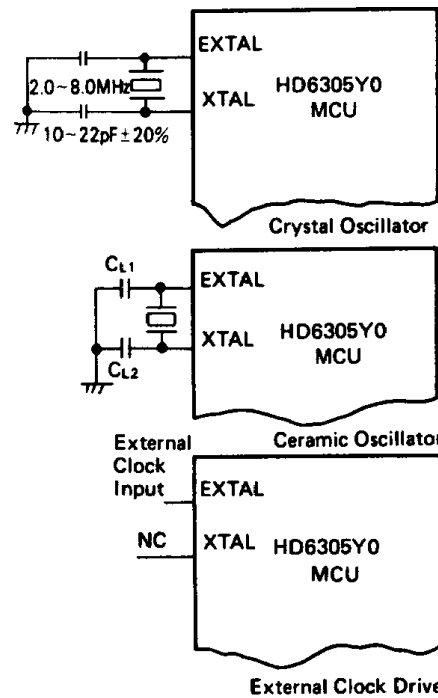 EXTAL
2.0~8.0MHz
XTAL
HD6305Y0
MCU
10~22pF±20%
Crystal Oscillator
CL1
EXTAL
XTAL
HD6305Y0
MCU
CL2
Ceramic Oscillator
External
Clock
Input
EXTAL
NC
XTAL
HD6305Y0
MCU
External Clock Drive